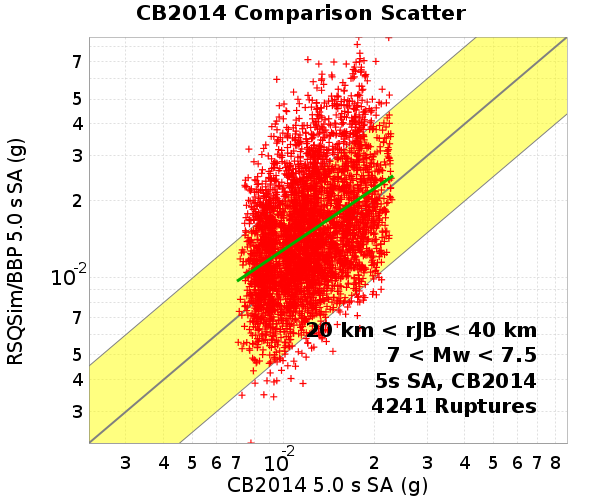 CB2014 Comparison Scatter
RSQSim/BBP 5.0 s SA (g)
7
5
4
3
2
10-2
7
5
4
3
20 km < rJB < 40 km
7 < Mw < 7.5
5s SA, CB2014
4241 Ruptures
3 4 5 6 7 10-2 2 3 4 5 6 7 8
CB2014 5.0 s SA (g)